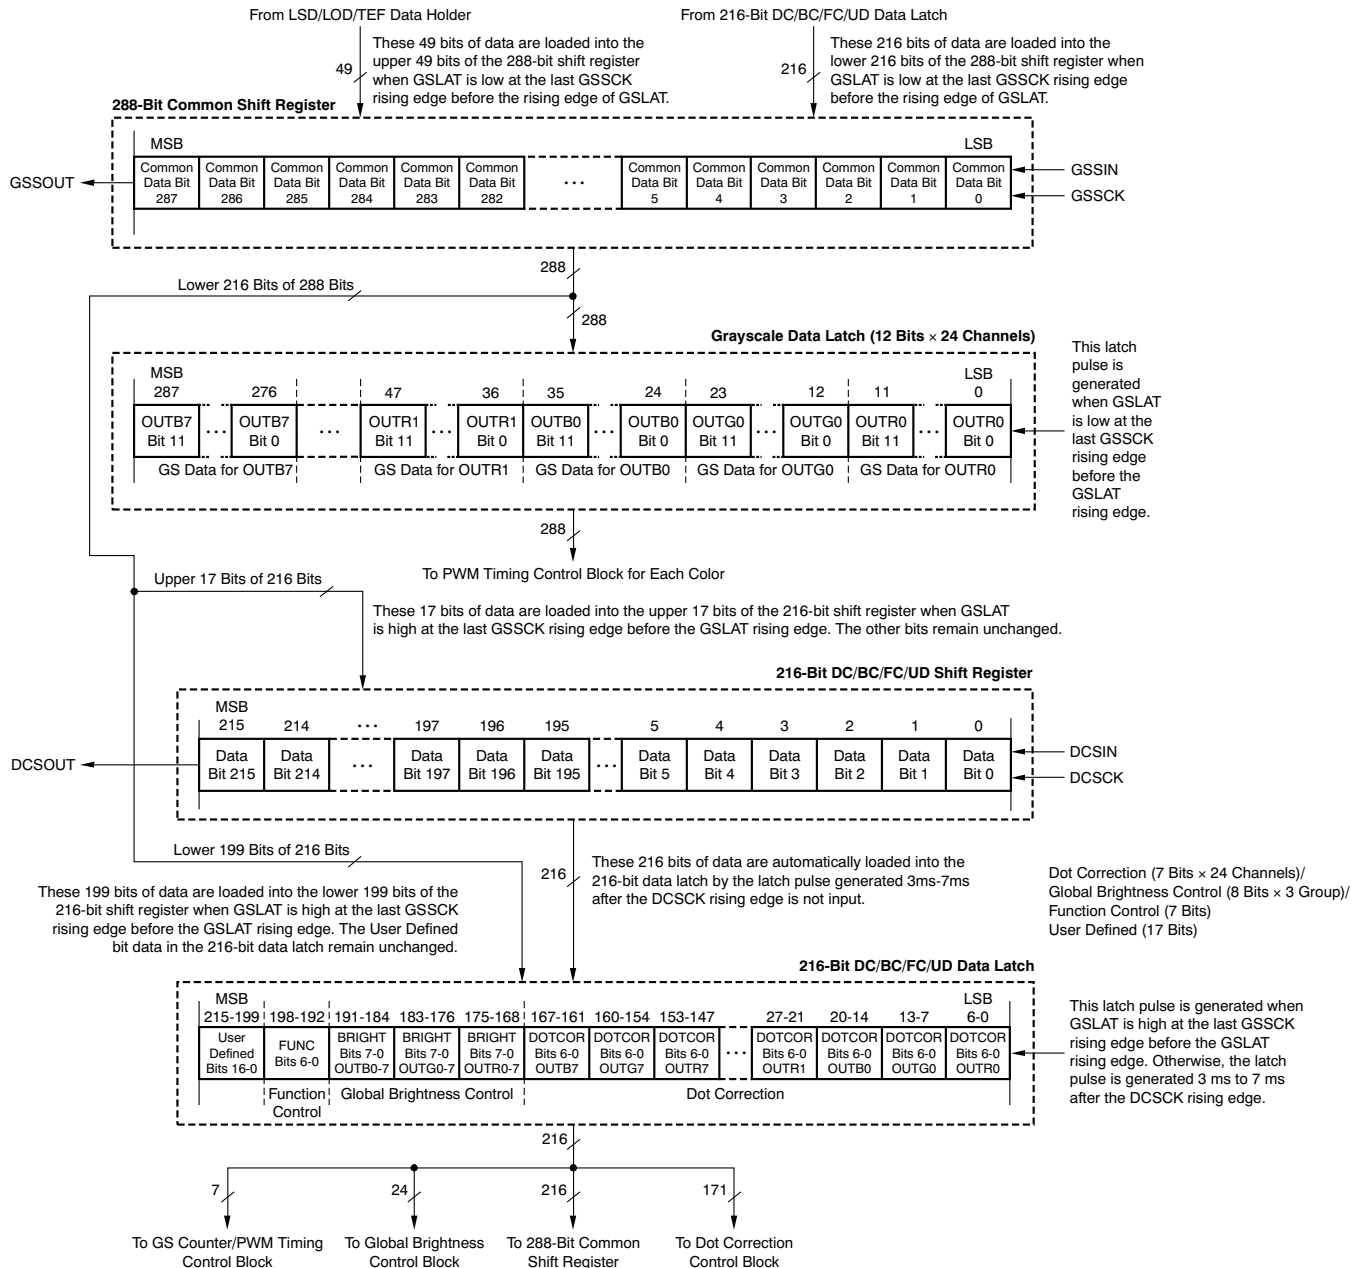 From LSD/LOD/TEF Data Holder
From 216-Bit DC/BC/FC/UD Data Latch
These 49 bits of data are loaded into the
upper 49 bits of the 288-bit shift register
when GSLAT is low at the last GSSCK
rising edge before the rising edge of GSLAT.
49
These 216 bits of data are loaded into the
lower 216 bits of the 288-bit shift register when
GSLAT is low at the last GSSCK rising edge
before the rising edge of GSLAT.
216
288-Bit Common Shift Register
MSB
LSB
GSSOUT
Common Data Bit 287
Common Data Bit 286
Common Data Bit 285
Common Data Bit 284
Common Data Bit 283
Common Data Bit 282
...
Common Data Bit 5
Common Data Bit 4
Common Data Bit 3
Common Data Bit 2
Common Data Bit 1
Common Data Bit 0
GSSIN
GSSCK
288
Lower 216 Bits of 288 Bits
288
Grayscale Data Latch (12 Bits × 24 Channels)
MSB
LSB
287 276 47 36 35 24 23 12 11 0
OUTB7 Bit 11
...
OUTB7 Bit 0
...
OUTR1 Bit 11
...
OUTR1 Bit 0
OUTB0 Bit 11
...
OUTB0 Bit 0
OUTG0 Bit 11
...
OUTG0 Bit 0
OUTR0 Bit 11
...
OUTR0 Bit 0
GS Data for OUTB7
GS Data for OUTR1
GS Data for OUTB0
GS Data for OUTG0
GS Data for OUTR0
This latch
pulse is
generated
when GSLAT
is low at the
last GSSCK
rising edge
before the
GSLAT
rising edge.
288
To PWM Timing Control Block for Each Color
Upper 17 Bits of 216 Bits
These 17 bits of data are loaded into the upper 17 bits of the 216-bit shift register when GSLAT
is high at the last GSSCK rising edge before the GSLAT rising edge. The other bits remain unchanged.
216-Bit DC/BC/FC/UD Shift Register
MSB
215 214 ... 197 196 195 5 4 3 2 1 0
DCSOUT
Data Bit 215
Data Bit 214
...
Data Bit 197
Data Bit 196
Data Bit 195
...
Data Bit 5
Data Bit 4
Data Bit 3
Data Bit 2
Data Bit 1
Data Bit 0
DCSIN
DCSCK
Lower 199 Bits of 216 Bits
These 199 bits of data are loaded into the lower 199 bits of the
216-bit shift register when GSLAT is high at the last GSSCK
rising edge before the GSLAT rising edge. The User Defined
bit data in the 216-bit data latch remain unchanged.
216
These 216 bits of data are automatically loaded into the
216-bit data latch by the latch pulse generated 3ms-7ms
after the DCSCK rising edge is not input.
Dot Correction (7 Bits × 24 Channels)/
Global Brightness Control (8 Bits × 3 Group)/
Function Control (7 Bits)
User Defined (17 Bits)
216-Bit DC/BC/FC/UD Data Latch
MSB
LSB
215-199 198-192 191-184 183-176 175-168 167-161 160-154 153-147 27-21 20-14 13-7 6-0
User Defined Bits 16-0
FUNC Bits 6-0
BRIGHT Bits 7-0 OUTB0-7
BRIGHT Bits 7-0 OUTG0-7
BRIGHT Bits 7-0 OUTR0-7
DOTCOR Bits 6-0 OUTB7
DOTCOR Bits 6-0 OUTG7
DOTCOR Bits 6-0 OUTR7
...
DOTCOR Bits 6-0 OUTR1
DOTCOR Bits 6-0 OUTB0
DOTCOR Bits 6-0 OUTG0
DOTCOR Bits 6-0 OUTR0
Function Control
Global Brightness Control
Dot Correction
This latch pulse is generated when
GSLAT is high at the last GSSCK
rising edge before the GSLAT
rising edge. Otherwise, the latch
pulse is generated 3 ms to 7 ms
after the DCSCK rising edge.
216
7
24
216
171
To GS Counter/PWM Timing
Control Block
To Global Brightness
Control Block
To 288-Bit Common
Shift Register
To Dot Correction
Control Block